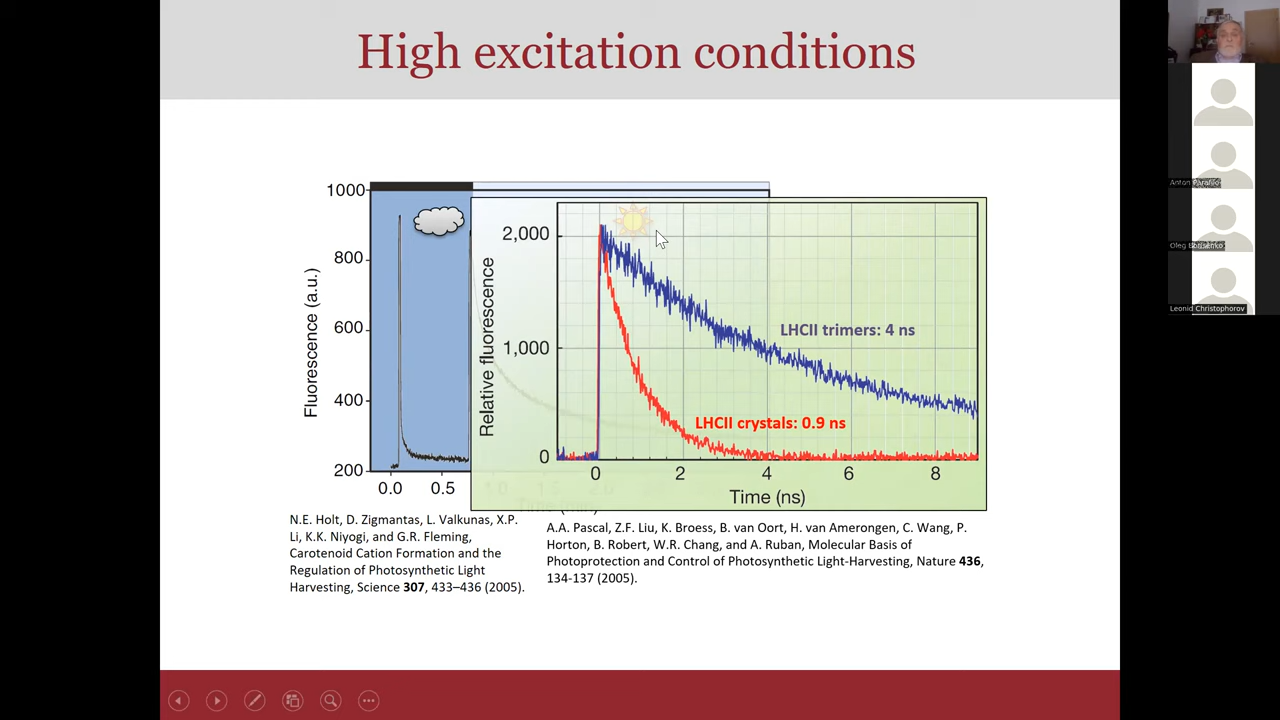 High excitation conditions
1000
800
600
400
200
Fluorescence (a.u.)
0.0 0.5
2,000
1,000
0
Relative fluorescence
LHCII trimers: 4 ns
LHCII crystals: 0.9 ns
0 2 4 6 8
Time (ns)
N.E. Holt, D. Zigmantas, L. Valkunas, X.P.
Li, K.K. Niyogi, and G.R. Fleming,
Carotenoid Cation Formation and the
Regulation of Photosynthetic Light
Harvesting, Science 307, 433–436 (2005).
A.A. Pascal, Z.F. Liu, K. Broess, B. van Oort, H. van Amerongen, C. Wang, P.
Horton, B. Robert, W.R. Chang, and A. Ruban, Molecular Basis of
Photoprotection and Control of Photosynthetic Light-Harvesting, Nature 436,
134-137 (2005).
Anton
Oleg
Leonid Christophorov